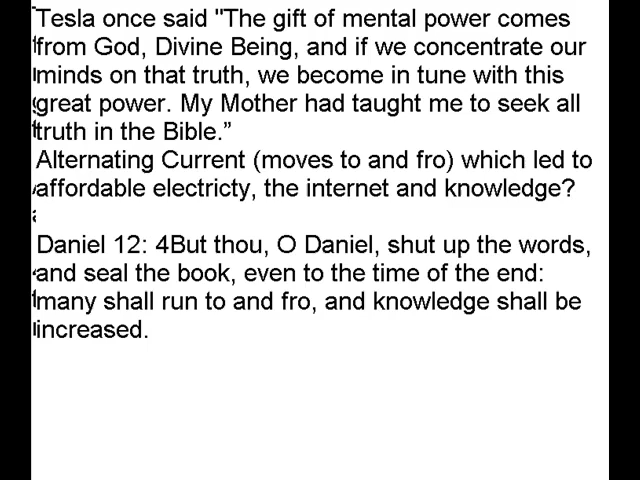 Tesla once said "The gift of mental power comes
from God, Divine Being, and if we concentrate our
minds on that truth, we become in tune with this
great power. My Mother had taught me to seek all
truth in the Bible.”
Alternating Current (moves to and fro) which led to
affordable electricty, the internet and knowledge?
Daniel 12: 4But thou, O Daniel, shut up the words,
and seal the book, even to the time of the end:
many shall run to and fro, and knowledge shall be
increased.